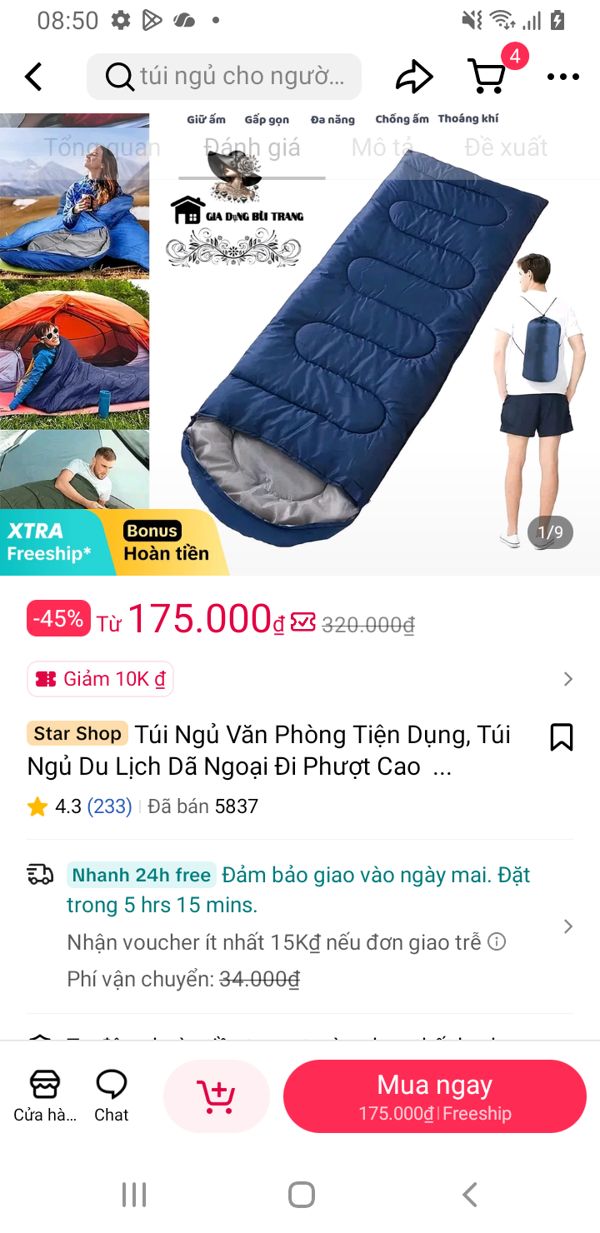 08:50
túi ngủ cho ngườ...
4
Giữ ấm Gấp gọn Đa năng Chống ấm Thoáng khí
Tổng quan Đánh giá Mô tả Đề xuất
GIA DỤNG BÙI TRANG
XTRA
Freeship*
Bonus
Hoàn tiền
1/9
-45% Từ 175.000₫ 320.000₫
Giảm 10K ₫
Star Shop Túi Ngủ Văn Phòng Tiện Dụng, Túi
Ngủ Du Lịch Dã Ngoại Đi Phượt Cao ...
4.3 (233) Đã bán 5837
Nhanh 24h free Đảm bảo giao vào ngày mai. Đặt
trong 5 hrs 15 mins.
Nhận voucher ít nhất 15K₫ nếu đơn giao trễ
Phí vận chuyển: 34.000₫
Cửa hà... Chat
Mua ngay
175.000₫ Freeship